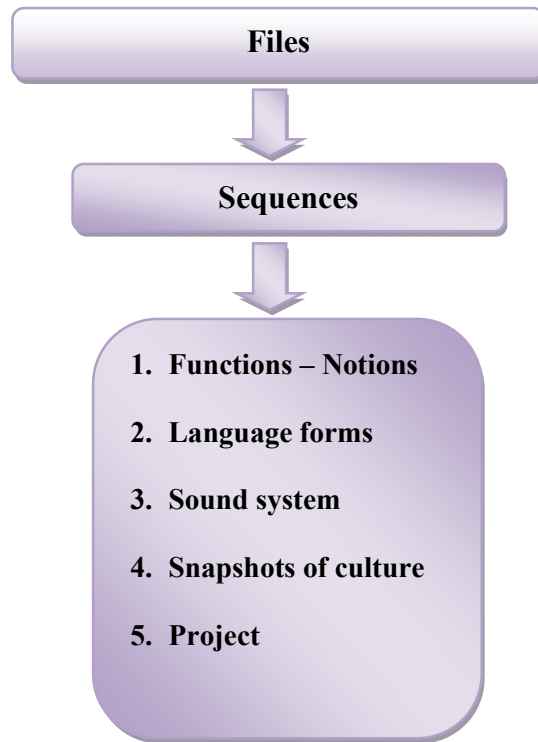 Files
Sequences
1. Functions – Notions
2. Language forms
3. Sound system
4. Snapshots of culture
5. Project